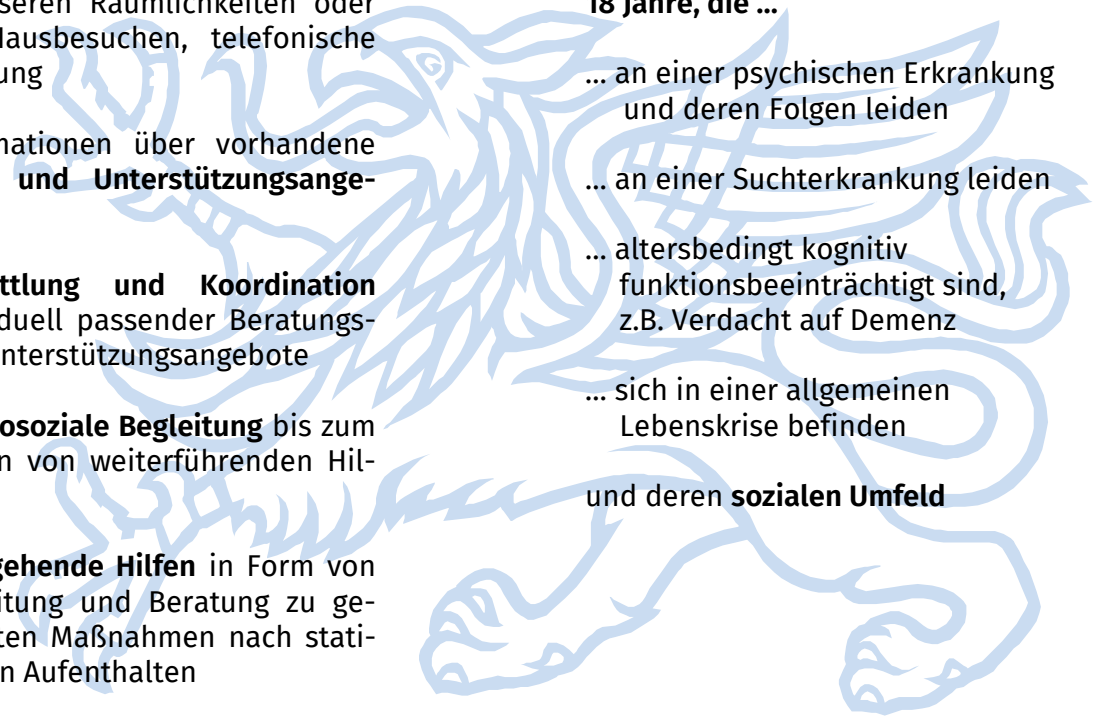 seren Räumlichkeiten oder
Hausbesuchen, telefonische
ung
mationen über vorhandene
und Unterstützungsange-
ttlung und Koordination
duell passender Beratungs-
nterstützungsangebote
osoziale Begleitung bis zum
n von weiterführenden Hil-
gehende Hilfen in Form von
itung und Beratung zu ge-
ten Maßnahmen nach stati-
n Aufenthalten
18 Jahre, die ...
... an einer psychischen Erkrankung
und deren Folgen leiden
... an einer Suchterkrankung leiden
... altersbedingt kognitiv
funktionsbeeinträchtigt sind,
z.B. Verdacht auf Demenz
... sich in einer allgemeinen
Lebenskrise befinden
und deren sozialen Umfeld